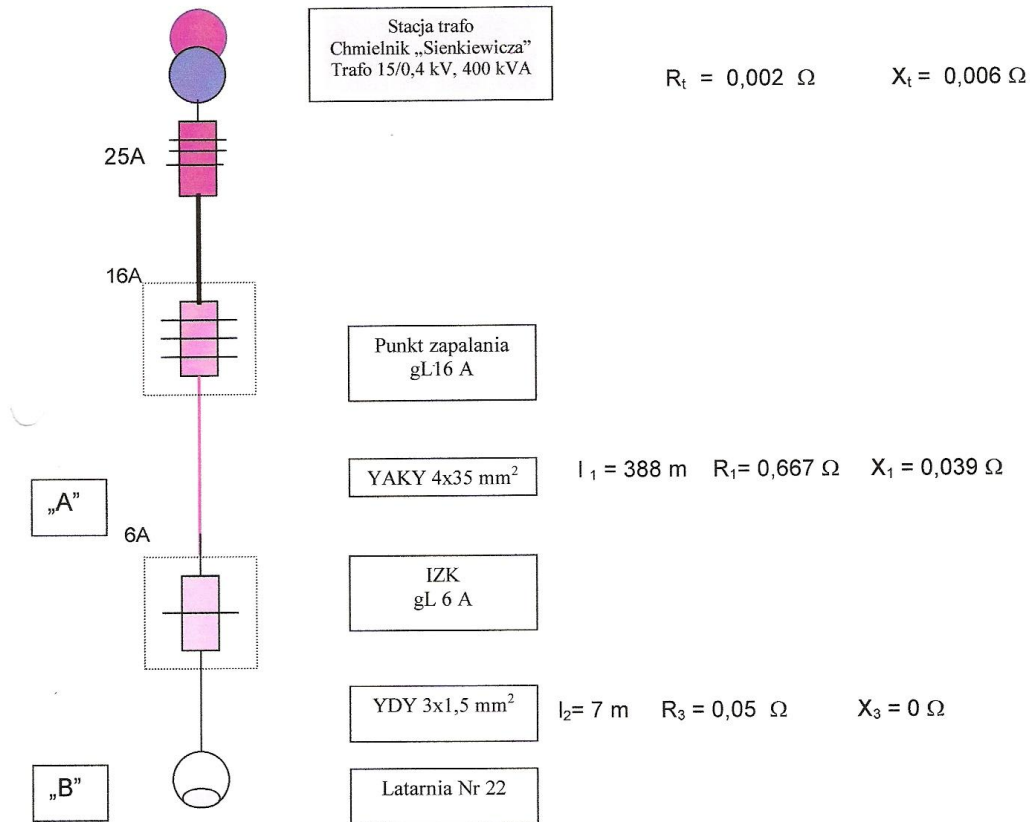 Stacja trafo
Chmielnik „Sienkiewicza”
Trafo 15/0,4 kV, 400 kVA
Rt = 0,002 Ω Xt = 0,006 Ω
25A
16A
Punkt zapalania
gL16 A
YAKY 4x35 mm²
l 1 = 388 m R1= 0,667 Ω X1 = 0,039 Ω
„A”
6A
IZK
gL 6 A
YDY 3x1,5 mm²
l2= 7 m R3 = 0,05 Ω X3 = 0 Ω
„B”
Latarnia Nr 22